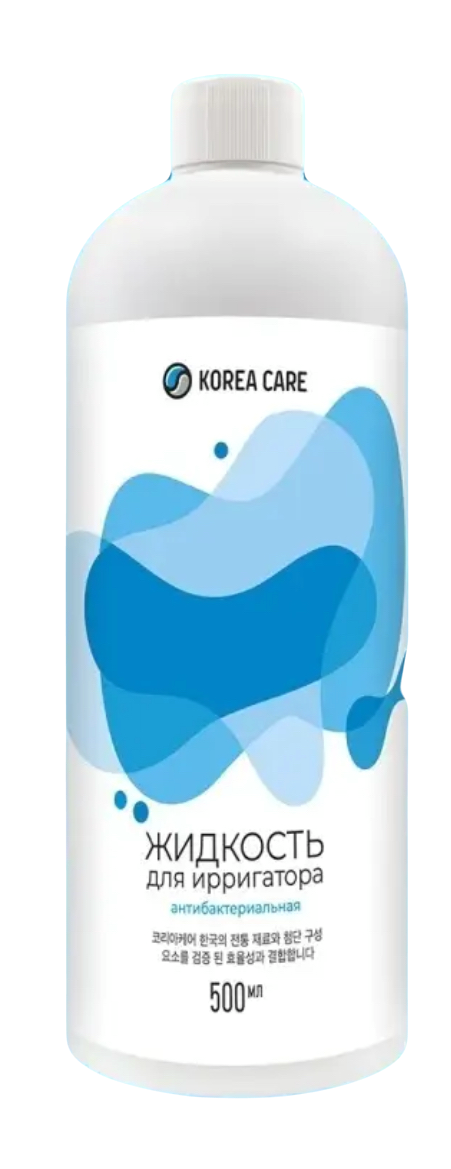 KOREA CARE
ЖИДКОСТЬ
для ирригатора
антибактериальная
코리아케어 한국의 전통 재료와 첨단 구성
요소를 검증 된 효율성과 결합합니다
500мл